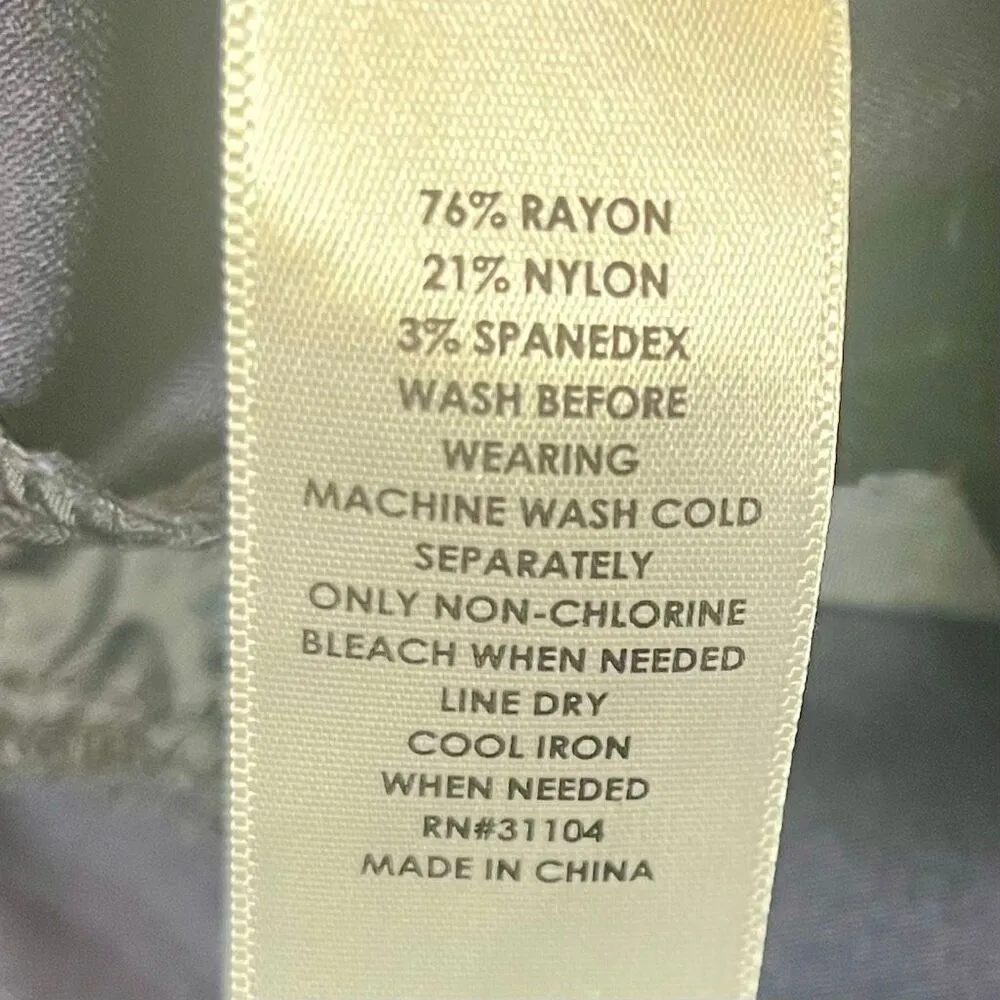 76% RAYON
21% NYLON
3% SPANEDEX
WASH BEFORE
WEARING
MACHINE WASH COLD
SEPARATELY
ONLY NON-CHLORINE
BLEACH WHEN NEEDED
LINE DRY
COOL IRON
WHEN NEEDED
RN#31104
MADE IN CHINA